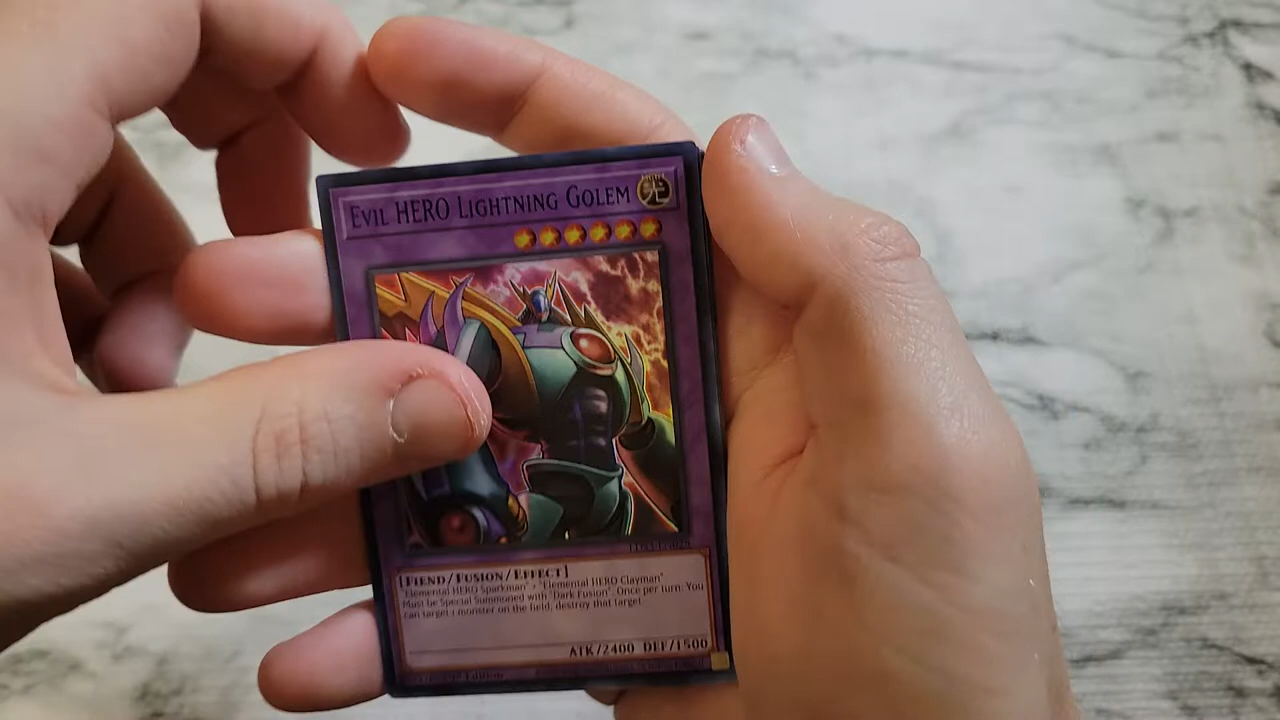 EVIL HERO LIGHTNING GOLEM
光
[FIEND/FUSION/EFFECT]
"Elemental HERO Sparkman" + "Elemental HERO Clayman"
Must be Special Summoned with "Dark Fusion". Once per turn: You
can target 1 monster on the field; destroy that target.
ATK/2400 DEF/1500
Edition